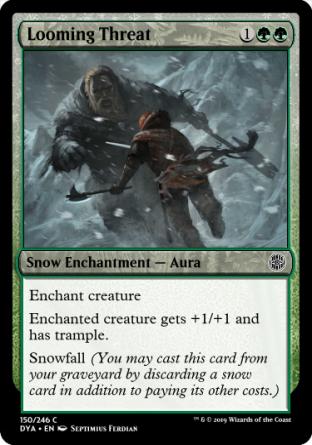 Looming Threat 1
Snow Enchantment — Aura
Enchant creature
Enchanted creature gets +1/+1 and
has trample.
Snowfall (You may cast this card from
your graveyard by discarding a snow
card in addition to paying its other costs.)
150/246 C
DYA • EN Septimius Ferdian
™ & © 2019 Wizards of the Coast